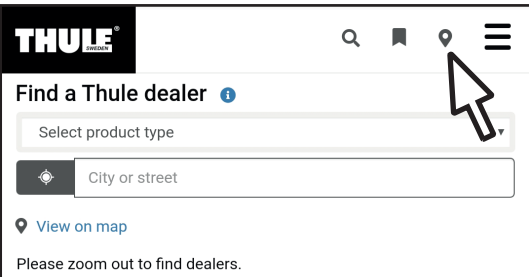 THULE®
SWEDEN
Find a Thule dealer
Select product type
City or street
View on map
Please zoom out to find dealers.